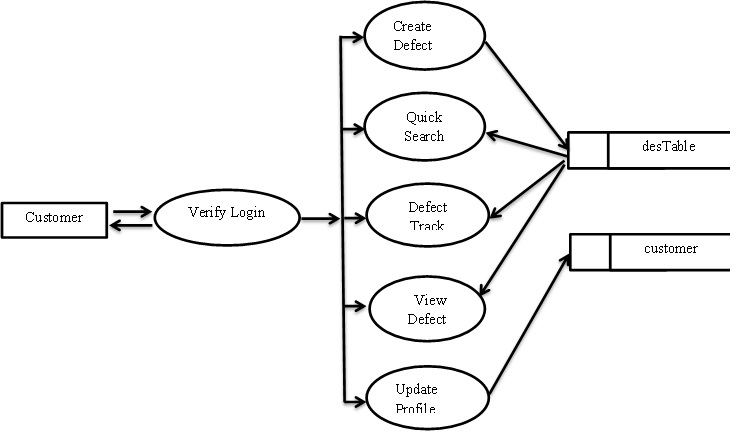 Create
Defect
Quick
Search
desTable
Customer
Verify Login
Defect
Track
customer
View
Defect
Update
Profile